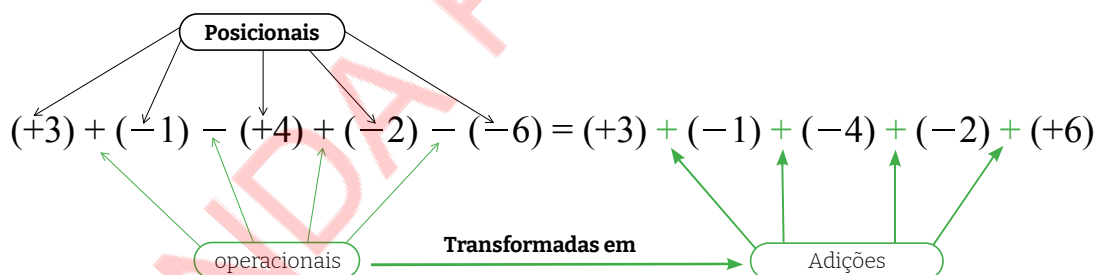 Posicionais
(+3) + (−1) − (+4) + (−2) − (−6) = (+3) + (−1) + (−4) + (−2) + (+6)
Transformadas em
operacionais
Adições